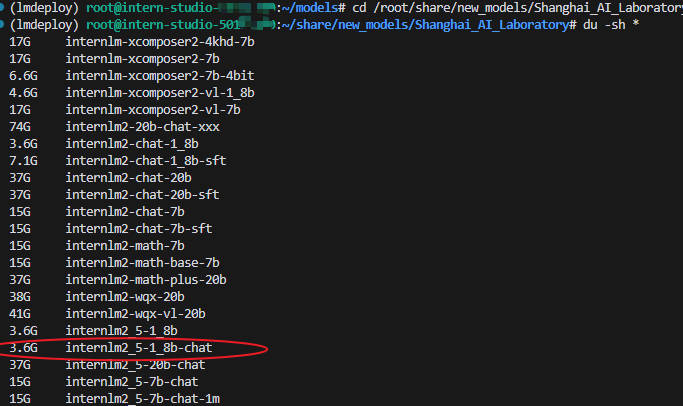 (lmdeploy) root@intern-studio-:~/models# cd /root/share/new_models/Shanghai_AI_Laboratory
(lmdeploy) root@intern-studio-501:~/share/new_models/Shanghai_AI_Laboratory# du -sh *
17G internlm-xcomposer2-4khd-7b
17G internlm-xcomposer2-7b
6.6G internlm-xcomposer2-7b-4bit
4.6G internlm-xcomposer2-vl-1_8b
17G internlm-xcomposer2-vl-7b
74G internlm2-20b-chat-xxx
3.6G internlm2-chat-1_8b
7.1G internlm2-chat-1_8b-sft
37G internlm2-chat-20b
37G internlm2-chat-20b-sft
15G internlm2-chat-7b
15G internlm2-chat-7b-sft
15G internlm2-math-7b
15G internlm2-math-base-7b
37G internlm2-math-plus-20b
38G internlm2-wqx-20b
41G internlm2-wqx-vl-20b
3.6G internlm2_5-1_8b
3.6G internlm2_5-1_8b-chat
37G internlm2_5-20b-chat
15G internlm2_5-7b-chat
15G internlm2_5-7b-chat-1m